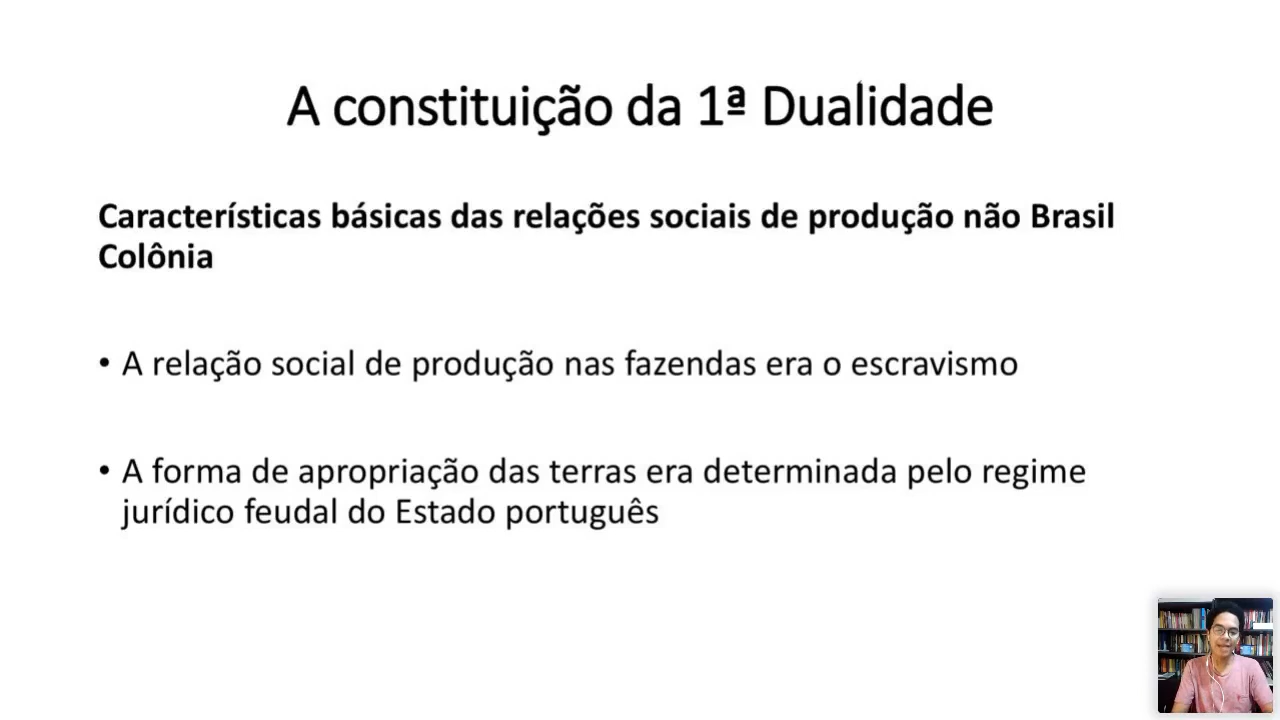 A constituição da 1ª Dualidade
Características básicas das relações sociais de produção não Brasil
Colônia
• A relação social de produção nas fazendas era o escravismo
• A forma de apropriação das terras era determinada pelo regime
jurídico feudal do Estado português